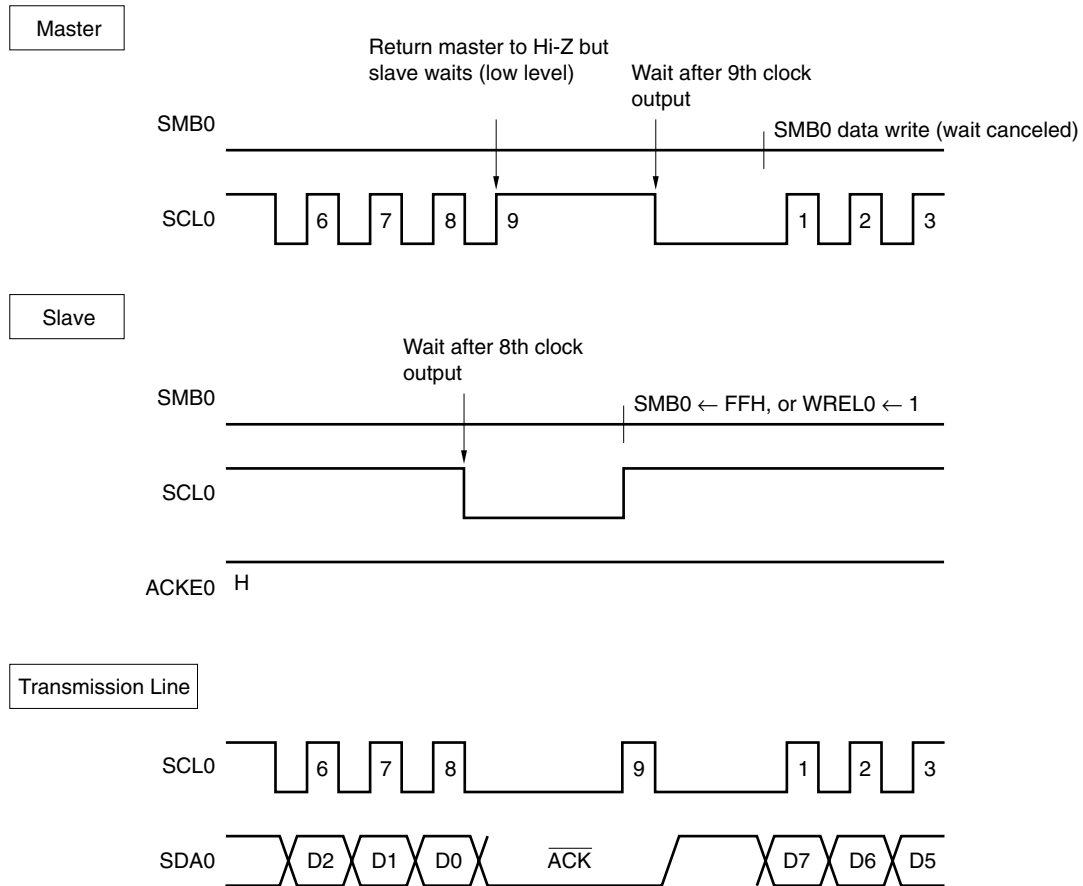 Master
Return master to Hi-Z but
slave waits (low level)
Wait after 9th clock
output
SMB0
SMB0 data write (wait canceled)
SCL0
6 7 8 9 1 2 3
Slave
Wait after 8th clock
output
SMB0
SMB0 ← FFH, or WREL0 ← 1
SCL0
ACKE0 H
Transmission Line
SCL0
6 7 8 9 1 2 3
SDA0
D2 D1 D0 ACK D7 D6 D5